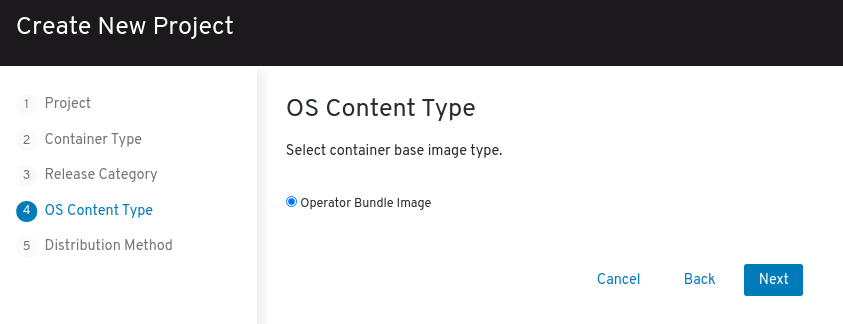 Create New Project
1 Project
2 Container Type
3 Release Category
4 OS Content Type
5 Distribution Method
OS Content Type
Select container base image type.
Operator Bundle Image
Cancel Back Next